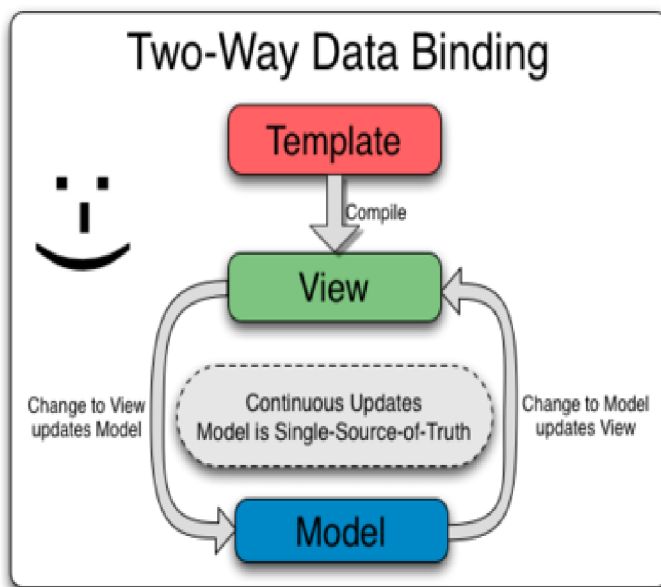 Two-Way Data Binding
Template
Compile
View
Change to View
updates Model
Continuous Updates
Model is Single-Source-of-Truth
Change to Model
updates View
Model